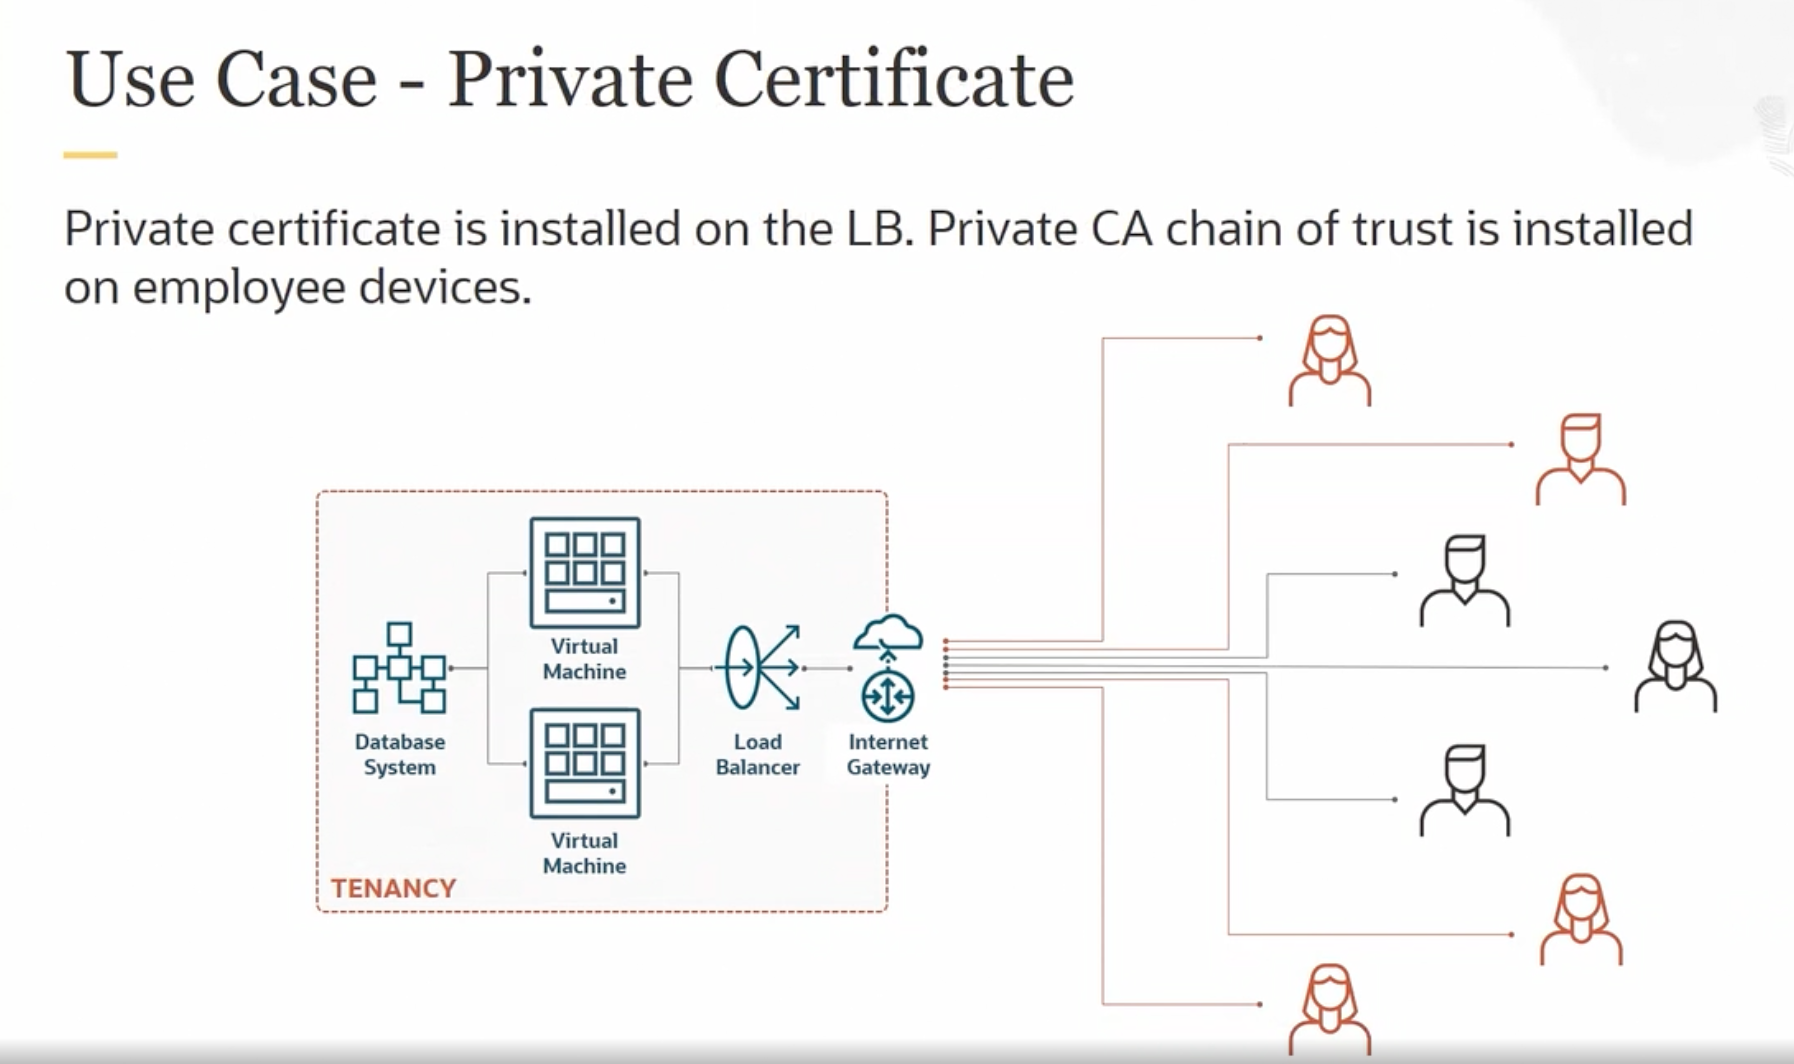 Use Case - Private Certificate
Private certificate is installed on the LB. Private CA chain of trust is installed
on employee devices.
Virtual
Machine
Database
System
Load
Balancer
Internet
Gateway
Virtual
Machine
TENANCY